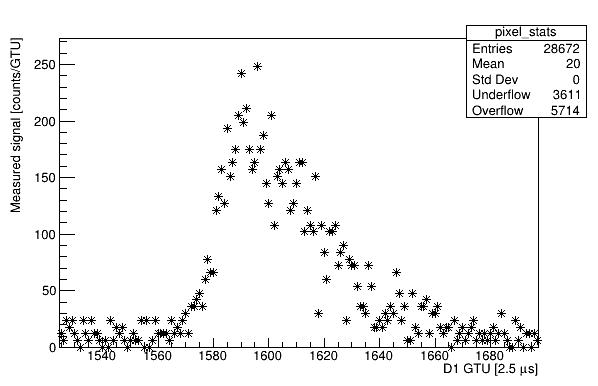 pixel_stats
Entries 28672
Mean 20
Std Dev 0
Underflow 3611
Overflow 5714
Measured signal [counts/GTU]
250
200
150
100
50
0
1540 1560 1580 1600 1620 1640 1660 1680
D1 GTU [2.5 μs]